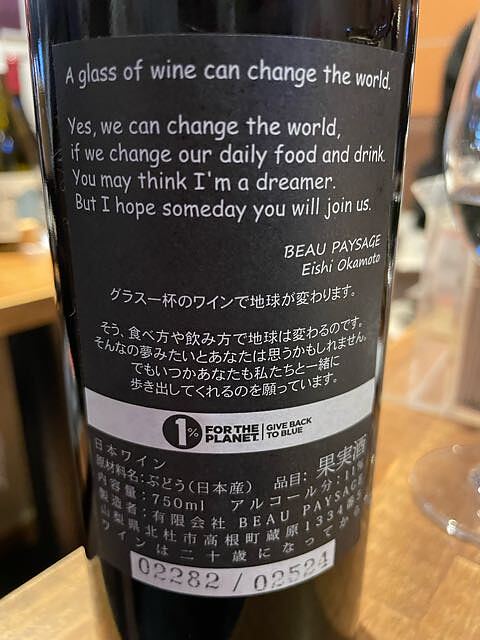 A glass of wine can change the world.
Yes, we can change the world,
if we change our daily food and drink.
You may think I'm a dreamer.
But I hope someday you will join us.
BEAU PAYSAGE
Eishi Okamoto
グラス一杯のワインで地球が変わります。
そう、食べ方や飲み方で地球は変わるのです。
そんなの夢みたいとあなたは思うかもしれません。
でもいつかあなたも私たちと一緒に
歩き出してくれるのを願っています。
1% FOR THE PLANET. GIVE BACK TO BLUE
日本ワイン
原材料名:ぶどう(日本産) 品目:果実酒
内容量:750ml アルコール分:11%
製造者:有限会社 BEAU PAYSAGE
山梨県北杜市高根町蔵原1334
ワインは二十歳になってから
02282 / 02524